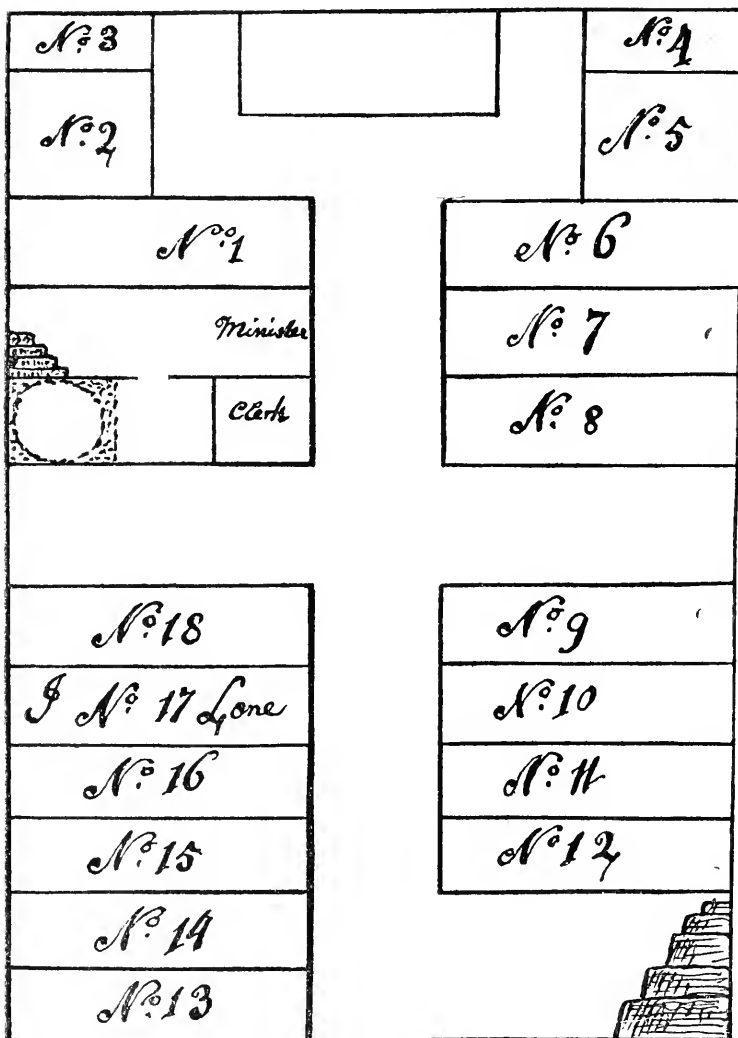 Nº 3
Nº 4
Nº 2
Nº 5
Nº 1
Nº 6
Minister
Nº 7
Clerk
Nº 8
Nº 18
Nº 9
J Nº 17 Lone
Nº 10
Nº 16
Nº 11
Nº 15
Nº 12
Nº 14
Nº 13